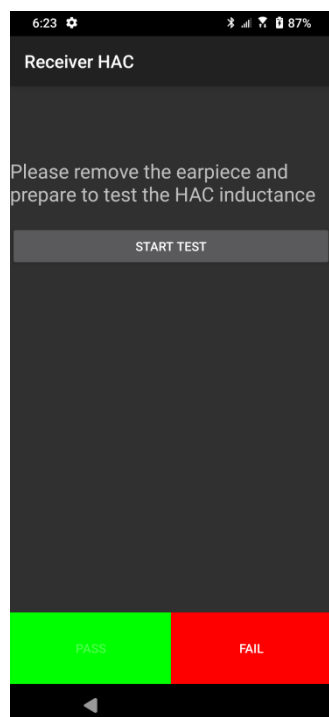 6:23 87%
Receiver HAC
Please remove the earpiece and
prepare to test the HAC inductance
START TEST
PASS FAIL